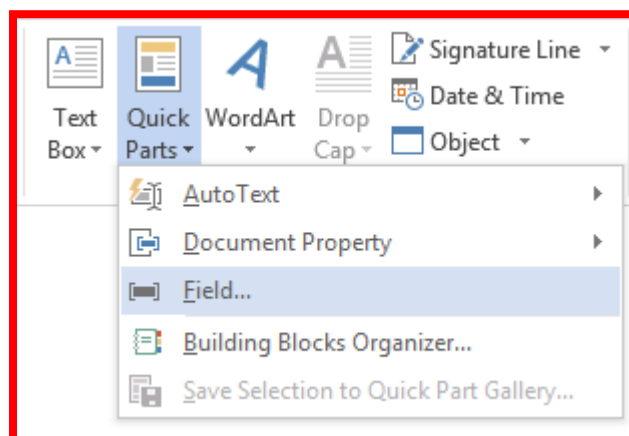 Text Box
Quick Parts
WordArt
Drop Cap
Signature Line
Date & Time
Object
AutoText
Document Property
Field...
Building Blocks Organizer...
Save Selection to Quick Part Gallery...